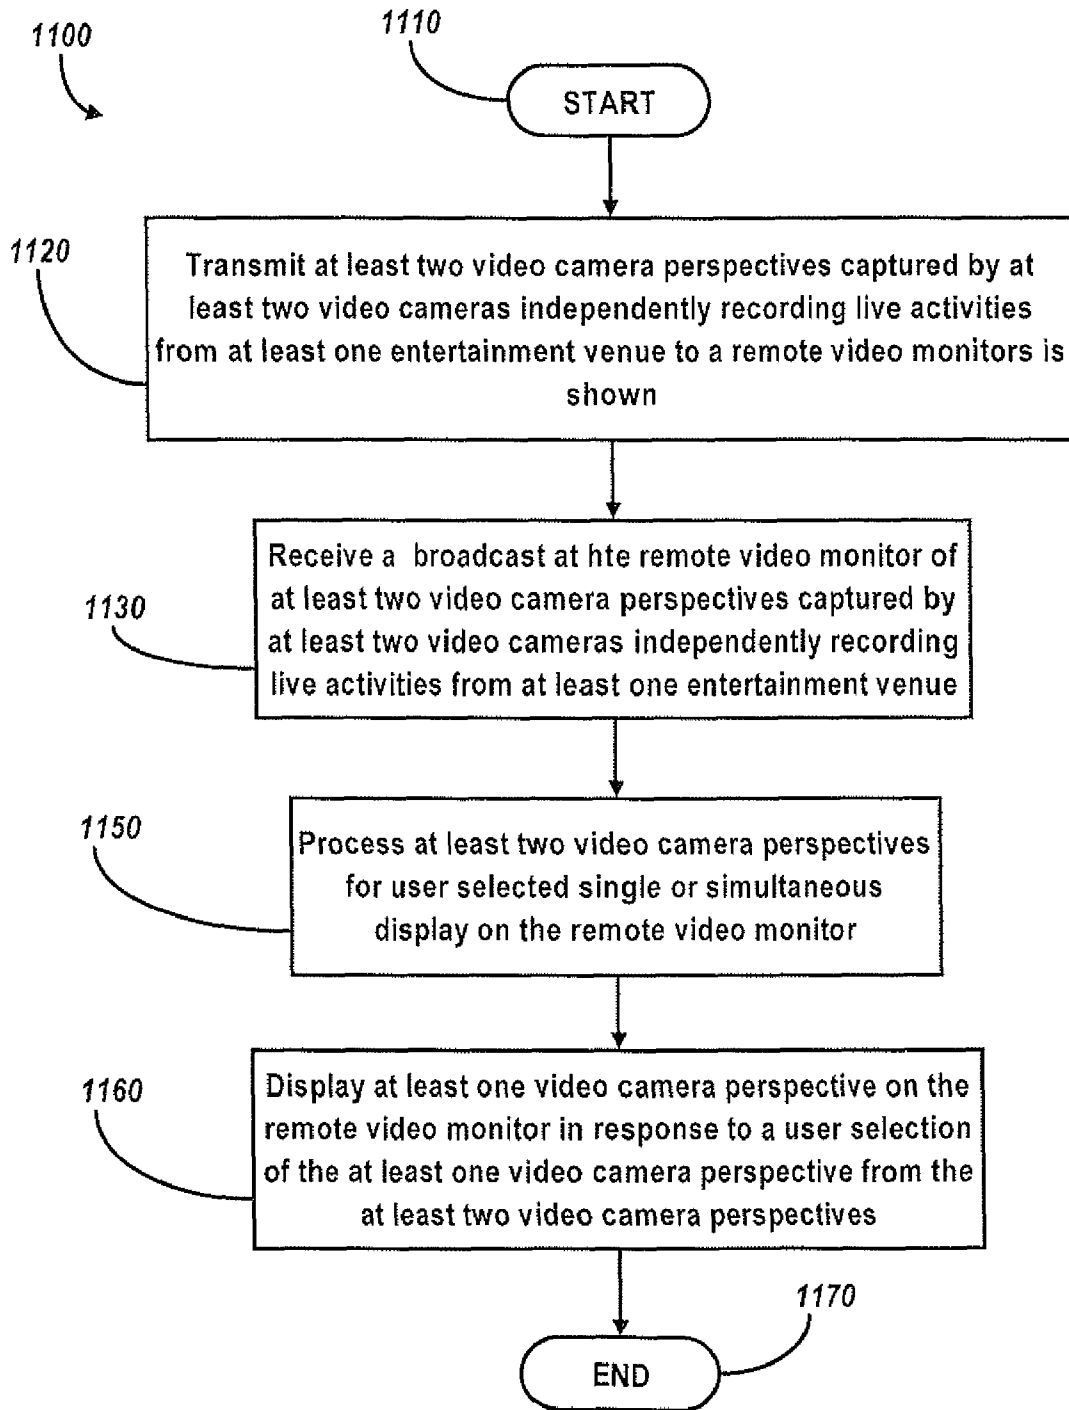 1100
1110
START
1120
Transmit at least two video camera perspectives captured by at
least two video cameras independently recording live activities
from at least one entertainment venue to a remote video monitors is
shown
1130
Receive a broadcast at hte remote video monitor of
at least two video camera perspectives captured by
at least two video cameras independently recording
live activities from at least one entertainment venue
1150
Process at least two video camera perspectives
for user selected single or simultaneous
display on the remote video monitor
1160
Display at least one video camera perspective on the
remote video monitor in response to a user selection
of the at least one video camera perspective from the
at least two video camera perspectives
1170
END